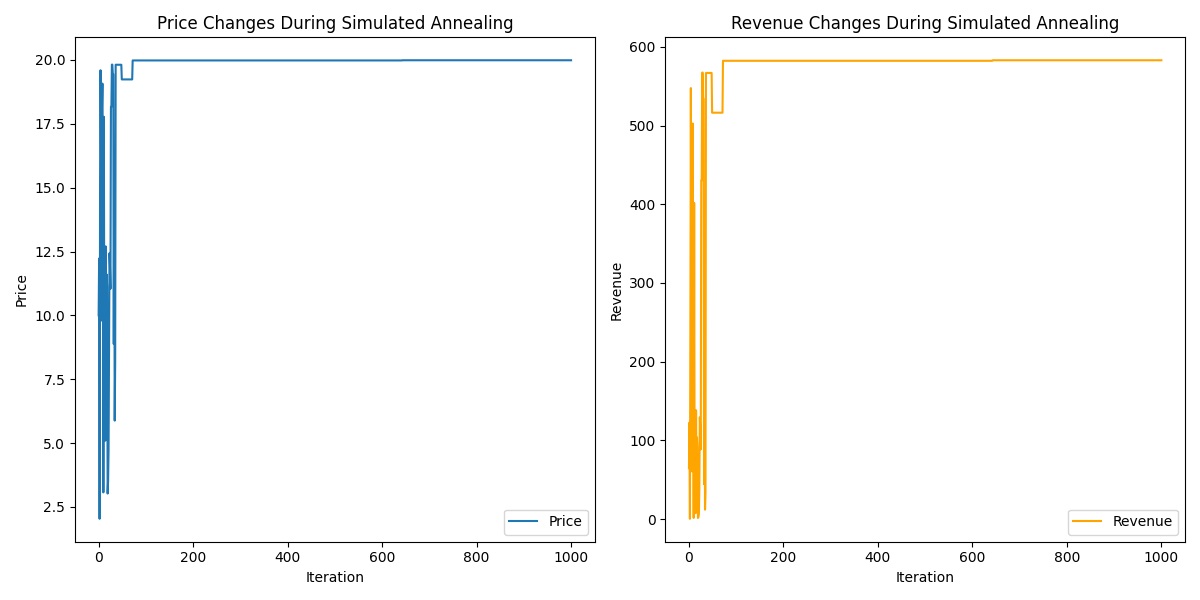 Price Changes During Simulated Annealing
20.0
17.5
15.0
12.5
10.0
7.5
5.0
2.5
Price
0 200 400 600 800 1000
Iteration
Price
Revenue Changes During Simulated Annealing
600
500
400
300
200
100
0
Revenue
0 200 400 600 800 1000
Iteration
Revenue